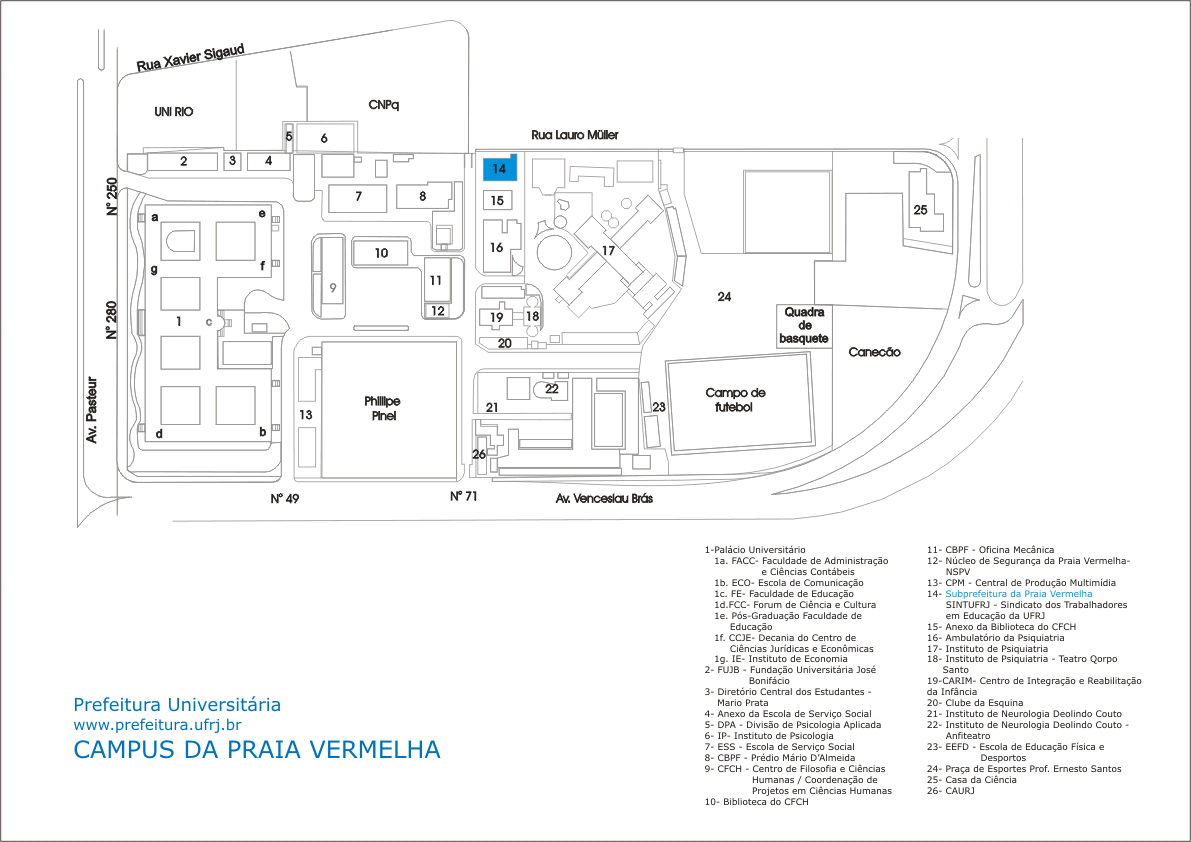 Rua Xavier Sigaud
UNI RIO
CNPq
Rua Lauro Müller
5
6
2
3
4
14
7
8
15
25
N° 250
a
e
16
10
17
g
f
11
9
24
12
19
18
Quadra
de
basquete
N° 280
1
c
20
Canecão
Av. Pasteur
22
Campo de
futebol
Phillipe
Pinel
13
21
23
d
b
26
N° 49
N° 71
Av. Venceslau Brás
1-Palácio Universitário
1a. FACC- Faculdade de Administração
e Ciências Contábeis
1b. ECO- Escola de Comunicação
1c. FE- Faculdade de Educação
1d.FCC- Forum de Ciência e Cultura
1e. Pós-Graduação Faculdade de
Educação
1f. CCJE- Decania do Centro de
Ciências Jurídicas e Econômicas
1g. IE- Instituto de Economia
2- FUJB - Fundação Universitária José
Bonifácio
3- Diretório Central dos Estudantes -
Mario Prata
4- Anexo da Escola de Serviço Social
5- DPA - Divisão de Psicologia Aplicada
6- IP- Instituto de Psicologia
7- ESS - Escola de Serviço Social
8- CBPF - Prédio Mário D'Almeida
9- CFCH - Centro de Filosofia e Ciências
Humanas / Coordenação de
Projetos em Ciências Humanas
10- Biblioteca do CFCH
11- CBPF - Oficina Mecânica
12- Núcleo de Segurança da Praia Vermelha-
NSPV
13- CPM - Central de Produção Multimídia
14- Subprefeitura da Praia Vermelha
SINTUFRJ - Sindicato dos Trabalhadores
em Educação da UFRJ
15- Anexo da Biblioteca do CFCH
16- Ambulatório da Psiquiatria
17- Instituto de Psiquiatria
18- Instituto de Psiquiatria - Teatro Qorpo
Santo
19-CARIM- Centro de Integração e Reabilitação
da Infância
20- Clube da Esquina
21- Instituto de Neurologia Deolindo Couto
22- Instituto de Neurologia Deolindo Couto -
Anfiteatro
23- EEFD - Escola de Educação Física e
Desportos
24- Praça de Esportes Prof. Ernesto Santos
25- Casa da Ciência
26- CAURJ
Prefeitura Universitária
www.prefeitura.ufrj.br
CAMPUS DA PRAIA VERMELHA